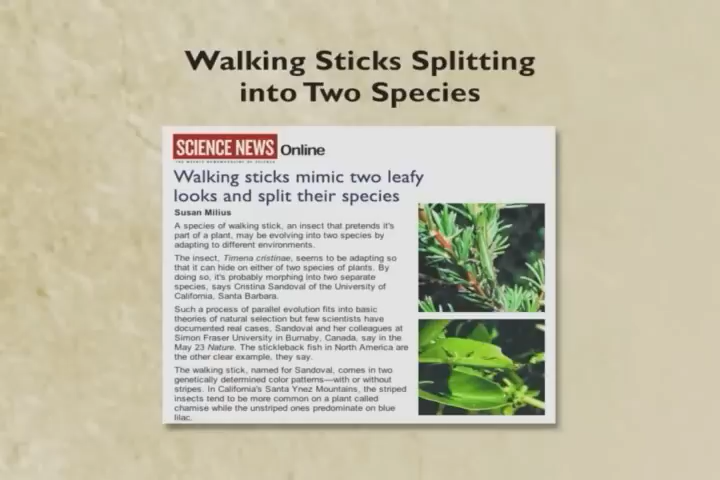 Walking Sticks Splitting
into Two Species
SCIENCE NEWS Online
THE WEEKLY NEWSMAGAZINE OF SCIENCE
Walking sticks mimic two leafy
looks and split their species
Susan Milius
A species of walking stick, an insect that pretends it's
part of a plant, may be evolving into two species by
adapting to different environments.
The insect, Timena cristinae, seems to be adapting so
that it can hide on either of two species of plants. By
doing so, it's probably morphing into two separate
species, says Cristina Sandoval of the University of
California, Santa Barbara.
Such a process of parallel evolution fits into basic
theories of natural selection but few scientists have
documented real cases, Sandoval and her colleagues at
Simon Fraser University in Burnaby, Canada, say in the
May 23 Nature. The stickleback fish in North America are
the other clear example, they say.
The walking stick, named for Sandoval, comes in two
genetically determined color patterns—with or without
stripes. In California's Santa Ynez Mountains, the striped
insects tend to be more common on a plant called
chamise while the unstriped ones predominate on blue
lilac.